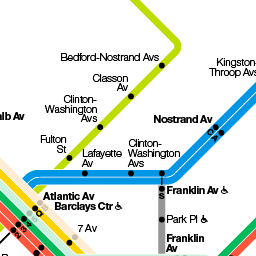 Bedford-Nostrand Avs
Classon
Av
Kingston-
Throop Avs
Clinton-
Washington
Avs
Nostrand Av
alb Av
Fulton
St
C
A
Lafayette
Av
Clinton-
Washington
Avs
S
Franklin Av
Atlantic Av
Barclays Ctr
Park Pl
7 Av
Franklin
Av